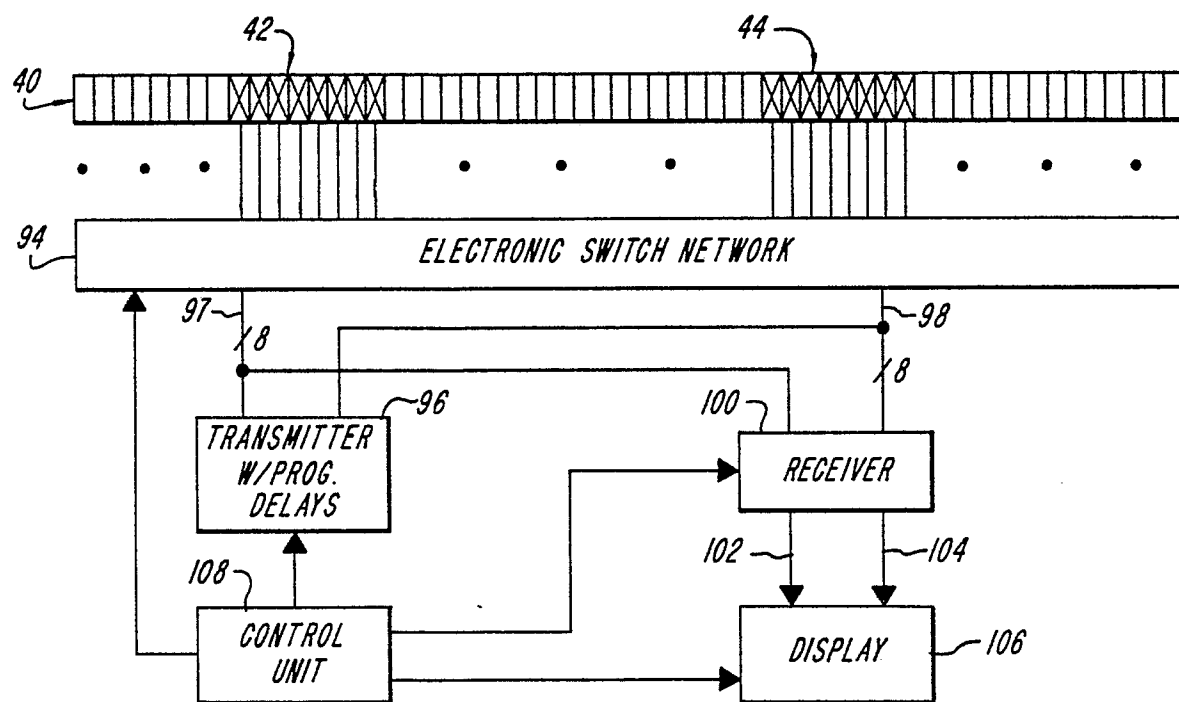 42
44
40
94
ELECTRONIC SWITCH NETWORK
97
98
/8
/8
96
100
TRANSMITTER
W/PROG.
DELAYS
RECEIVER
102
104
108
CONTROL
UNIT
DISPLAY
106